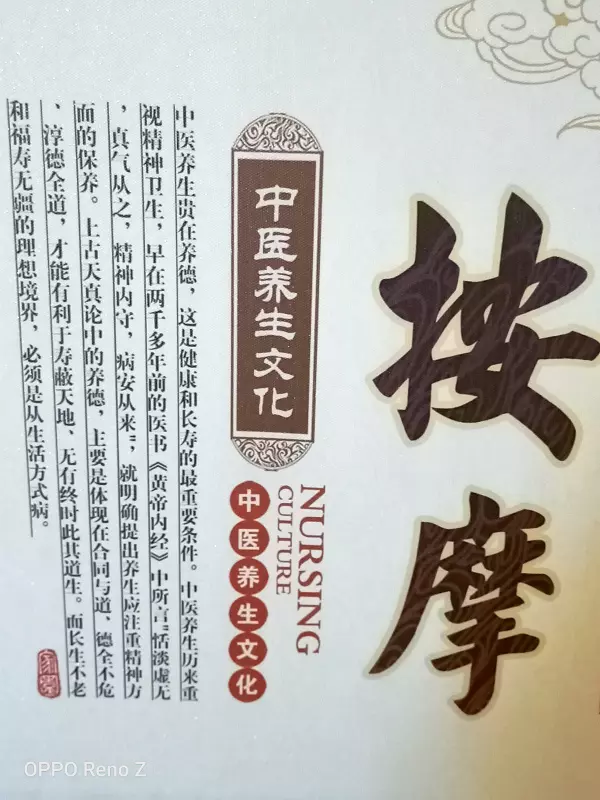 按摩
中医养生文化
NURSING
CULTURE
中医养生文化
中医养生贵在养德，这是健康和长寿的最重要条件。中医养生历来重
视精神卫生，早在两千多年前的医书《黄帝内经》中所言"恬淡虚无
，真气从之，精神内守，病安从来"，就明确提出养生应注重精神方
面的保养。上古天真论中的养德，主要是体现在合同与道、德全不危
、淳德全道，才能有利于寿蔽天地、无有终时此其道生。而长生不老
和福寿无疆的理想境界，必须是从生活方式病。
OPPO Reno Z